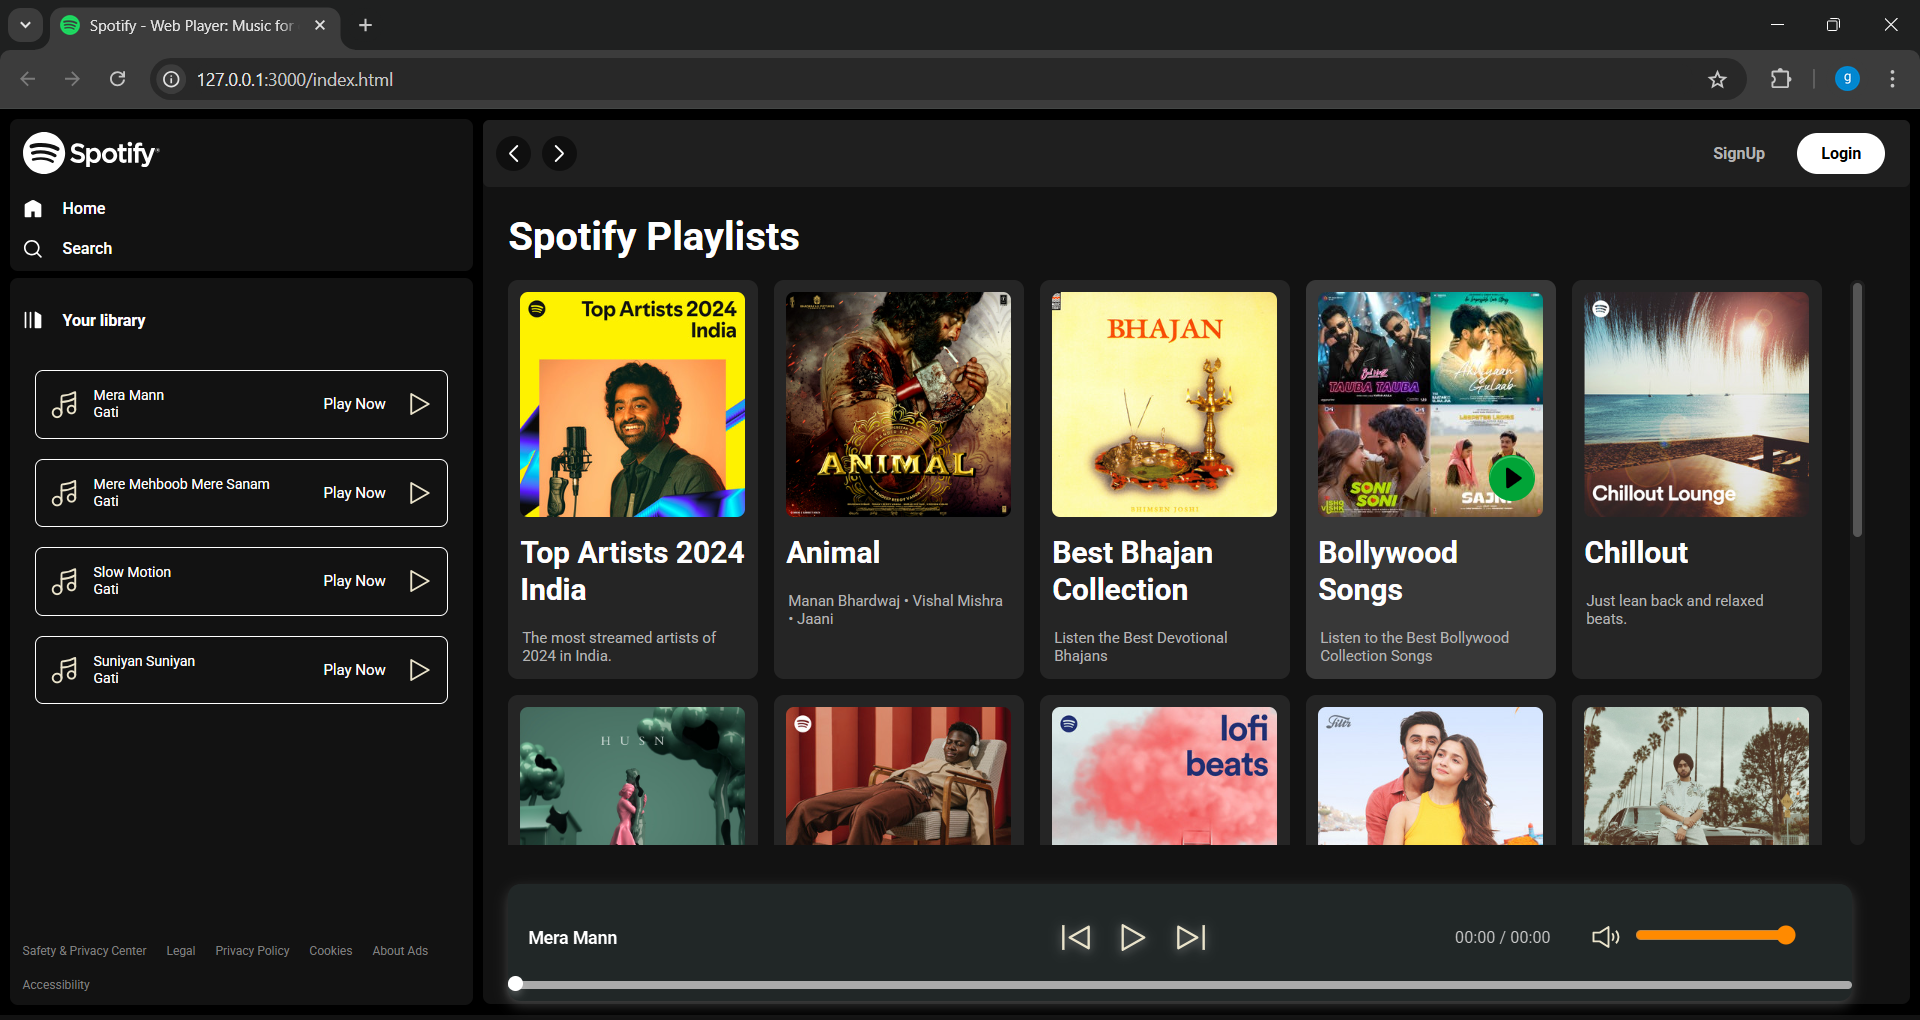 Spotify - Web Player: Music for
127.0.0.1:3000/index.html
g
Spotify
Home
Search
Your library
Mera Mann
Gati
Play Now
Mere Mehboob Mere Sanam
Gati
Play Now
Slow Motion
Gati
Play Now
Suniyan Suniyan
Gati
Play Now
Safety & Privacy Center Legal Privacy Policy Cookies About Ads
Accessibility
SignUp
Login
Spotify Playlists
Top Artists 2024
India
Top Artists 2024
India
The most streamed artists of
2024 in India.
ANIMAL
Animal
Manan Bhardwaj • Vishal Mishra
• Jaani
BHAJAN
BHIMSEN JOSHI
Best Bhajan
Collection
Listen the Best Devotional
Bhajans
TAUBA TAUBA
Gulaab
SONI
SONI
Bollywood
Songs
Listen to the Best Bollywood
Collection Songs
Chillout Lounge
Chillout
Just lean back and relaxed
beats.
HUSN
lofi
beats
Filtr
Mera Mann
00:00 / 00:00